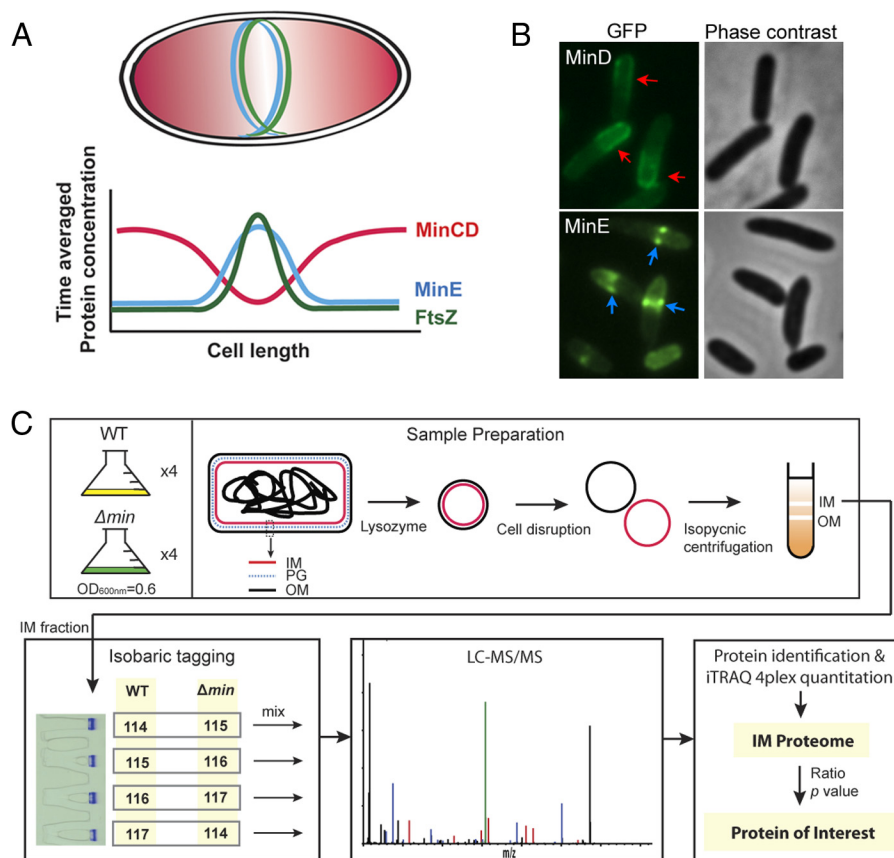 A
Time averaged
Protein concentration
MinCD
MinE
FtsZ
Cell length
B
GFP
Phase contrast
MinD
MinE
C
WT
x4
Δmin
x4
OD600nm=0.6
Sample Preparation
Lysozyme
Cell disruption
Isopycnic
centrifugation
IM
OM
IM
PG
OM
IM fraction
Isobaric tagging
WT
Δmin
mix
114
115
115
116
116
117
117
114
LC-MS/MS
m/z
Protein identification &
iTRAQ 4plex quantitation
IM Proteome
Ratio
p value
Protein of Interest